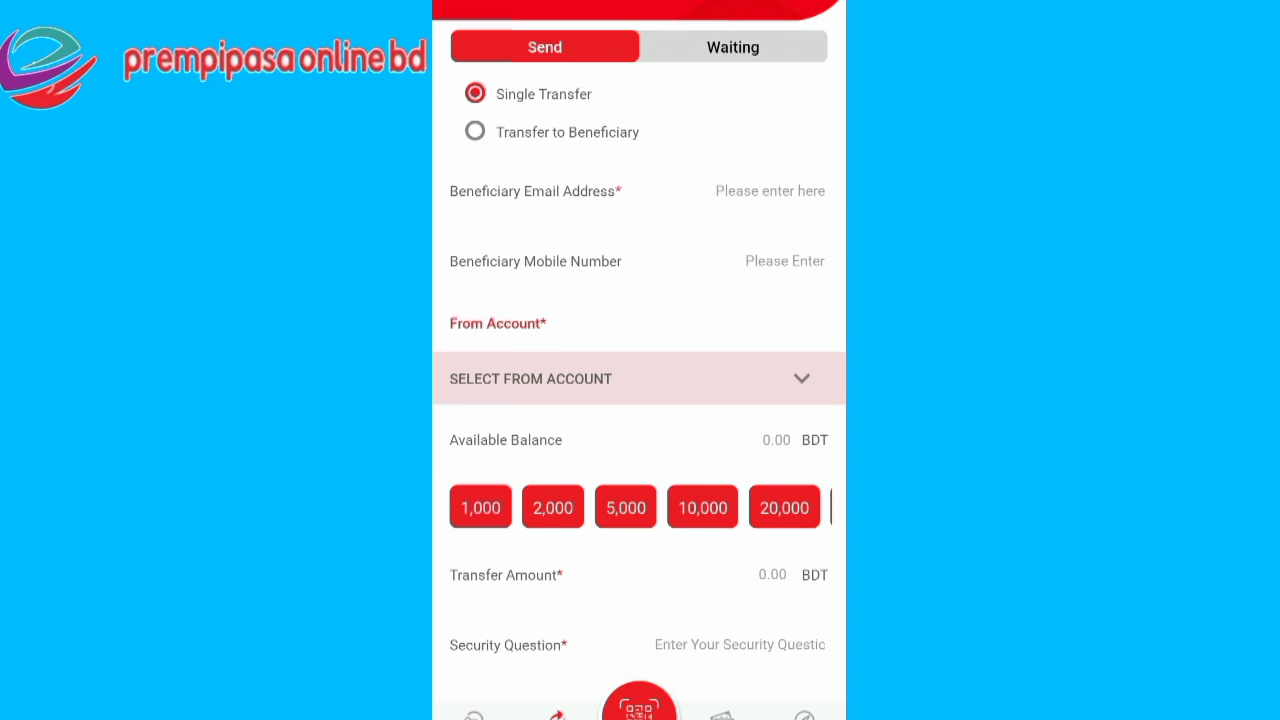 prempipasa online bd
Send
Waiting
Single Transfer
Transfer to Beneficiary
Beneficiary Email Address* Please enter here
Beneficiary Mobile Number Please Enter
From Account*
SELECT FROM ACCOUNT
Available Balance 0.00 BDT
1,000 2,000 5,000 10,000 20,000
Transfer Amount* 0.00 BDT
Security Question* Enter Your Security Questic